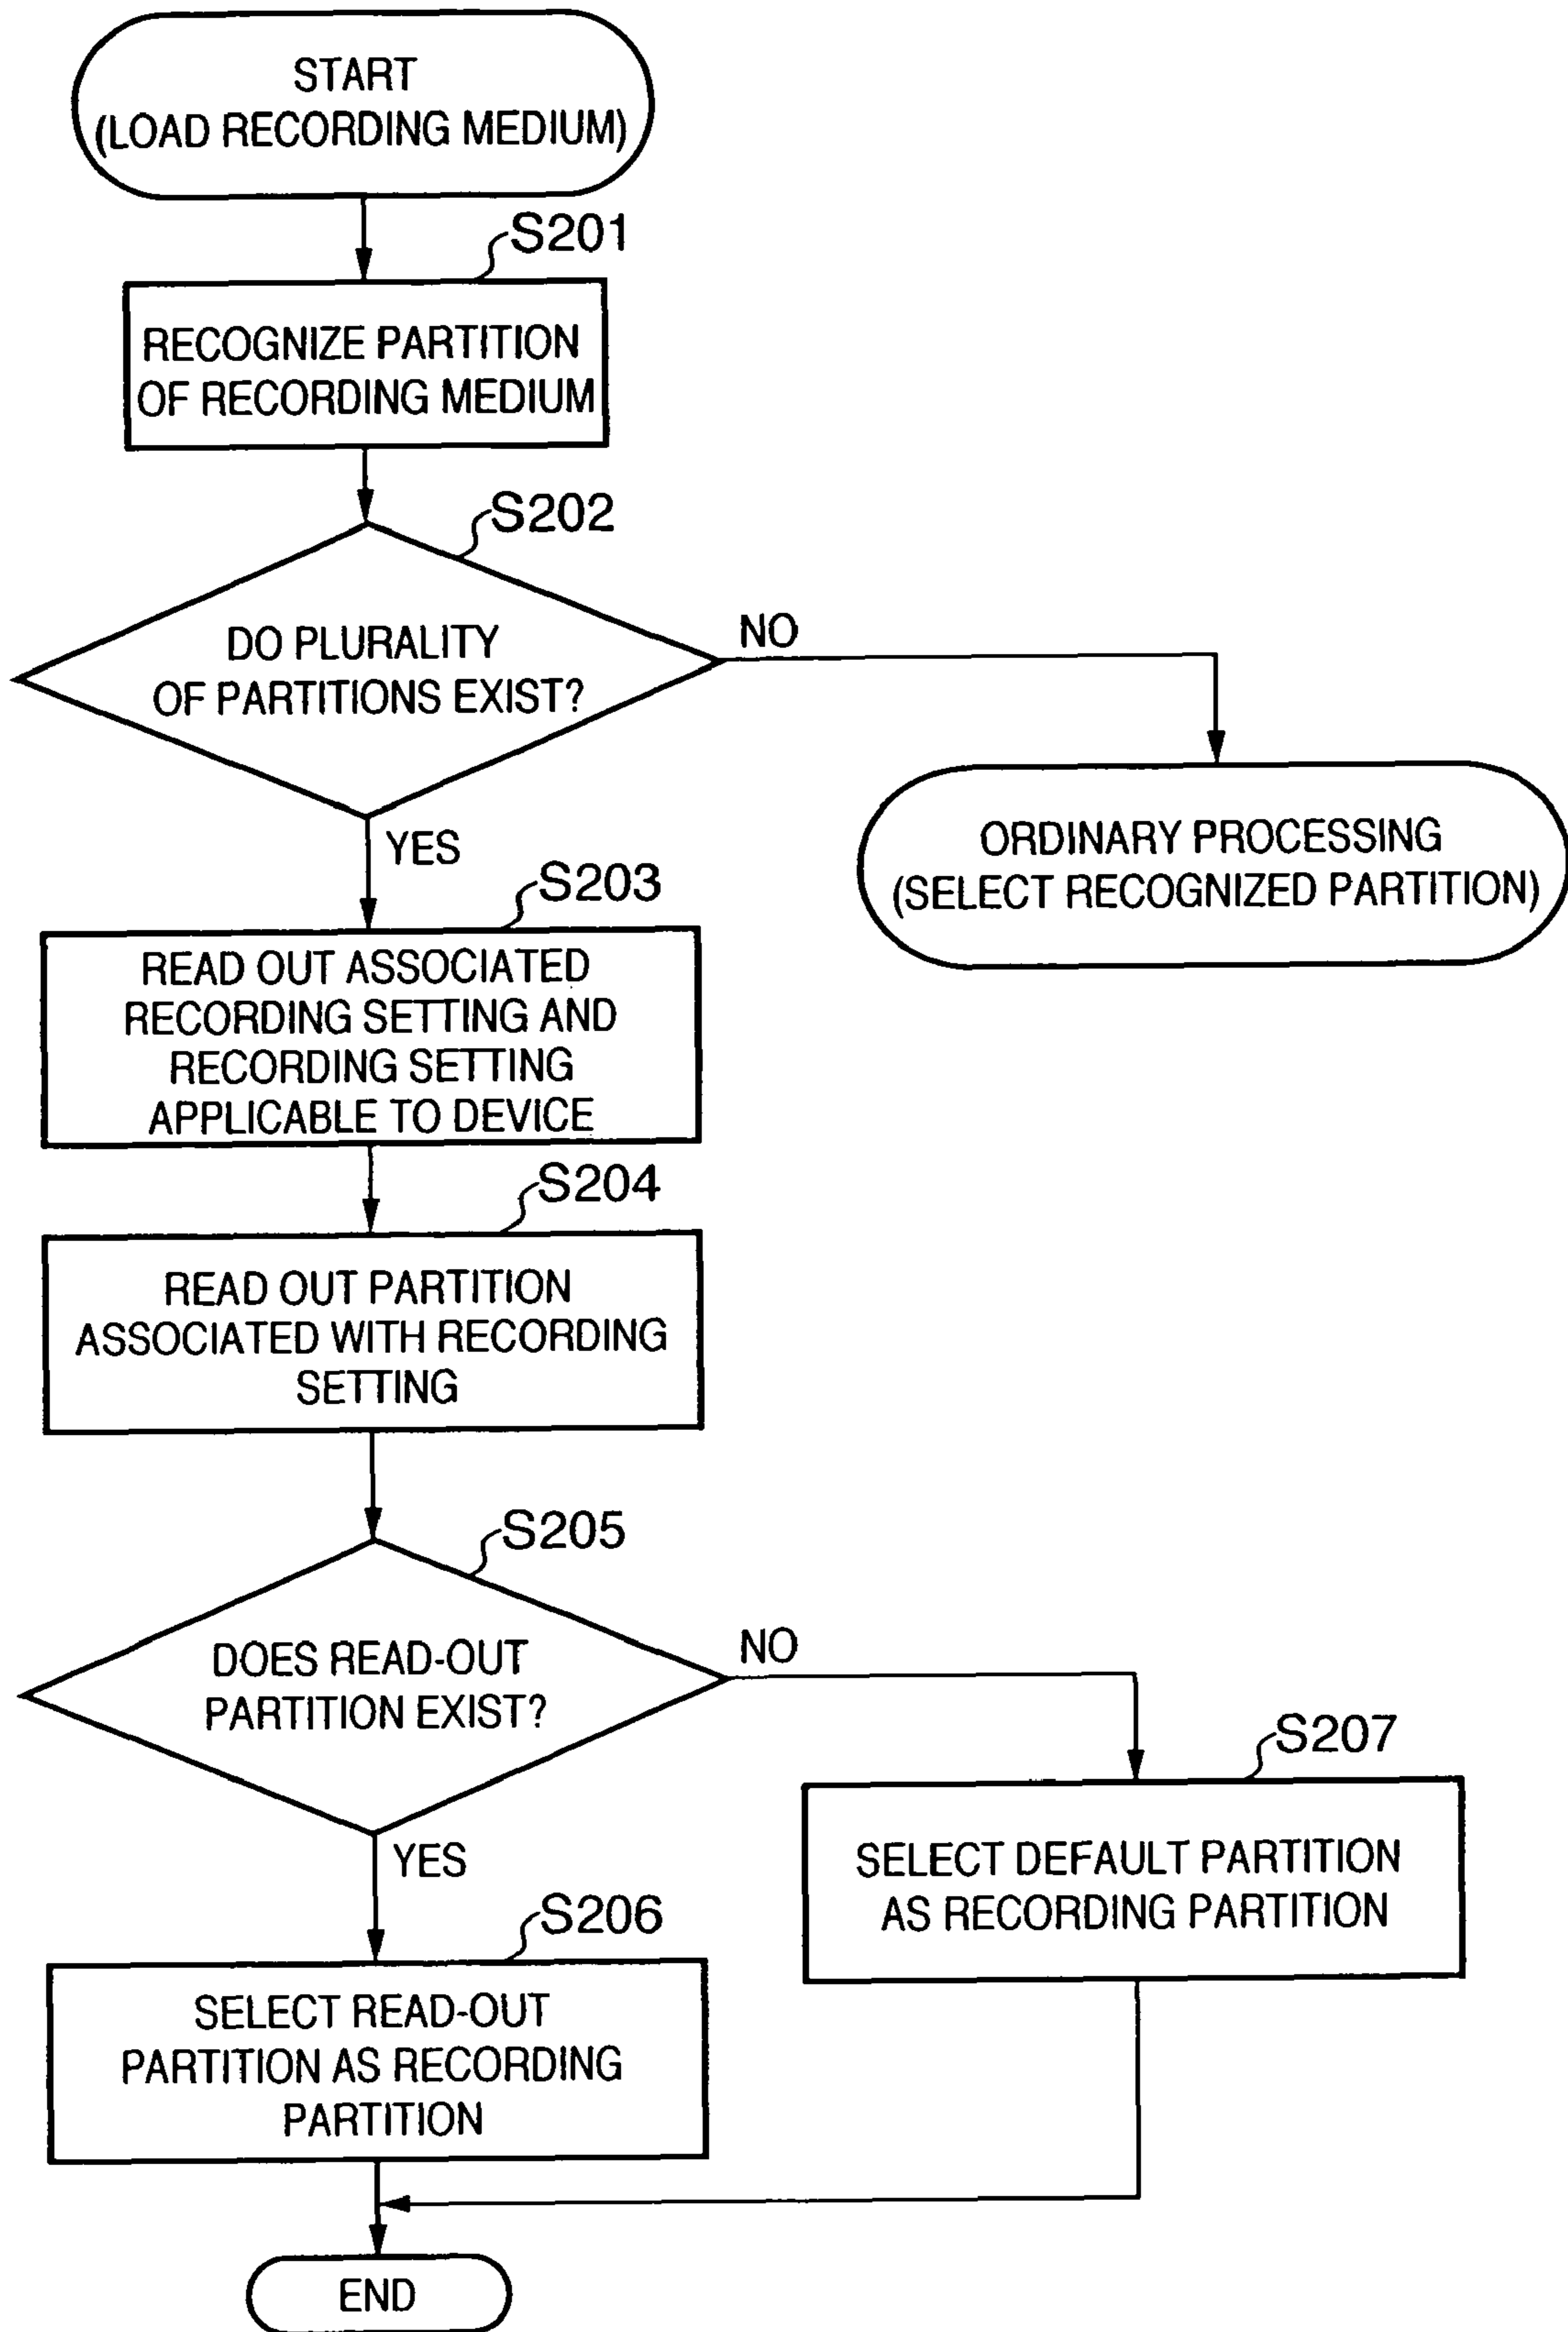 START
(LOAD RECORDING MEDIUM)
S201
RECOGNIZE PARTITION
OF RECORDING MEDIUM
S202
DO PLURALITY
OF PARTITIONS EXIST?
NO
YES
ORDINARY PROCESSING
(SELECT RECOGNIZED PARTITION)
S203
READ OUT ASSOCIATED
RECORDING SETTING AND
RECORDING SETTING
APPLICABLE TO DEVICE
S204
READ OUT PARTITION
ASSOCIATED WITH RECORDING
SETTING
S205
DOES READ-OUT
PARTITION EXIST?
NO
YES
S207
SELECT DEFAULT PARTITION
AS RECORDING PARTITION
S206
SELECT READ-OUT
PARTITION AS RECORDING
PARTITION
END